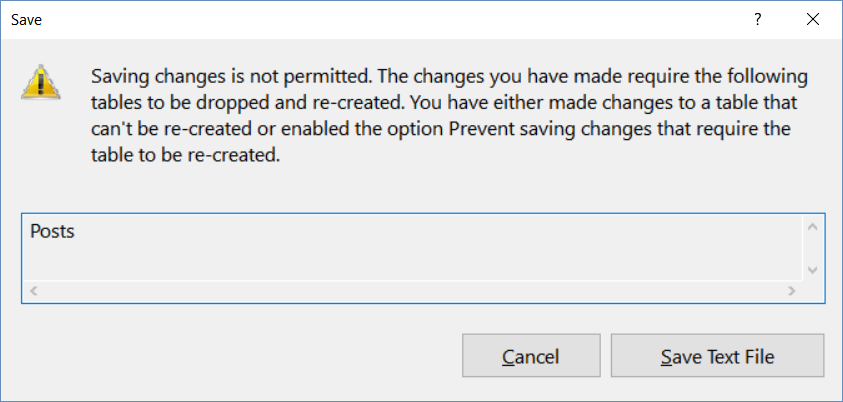 Save
?
Saving changes is not permitted. The changes you have made require the following
tables to be dropped and re-created. You have either made changes to a table that
can't be re-created or enabled the option Prevent saving changes that require the
table to be re-created.
Posts
Cancel
Save Text File